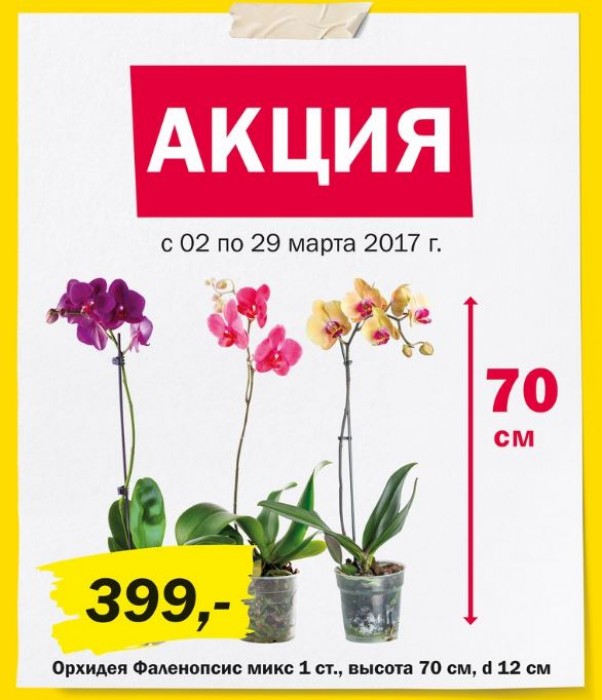 АКЦИЯ
с 02 по 29 марта 2017 г.
70
см
399,-
Орхидея Фаленопсис микс 1 ст., высота 70 см, d 12 см